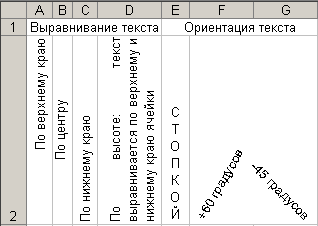 A B C D E F G
1 Выравнивание текста Ориентация текста
2
По верхнему краю
По центру
По нижнему краю
По высоте: текст
выравнивается по верхнему и
нижнему краю ячейки
С
Т
О
П
К
О
Й
+60 градусов
-45 градусов